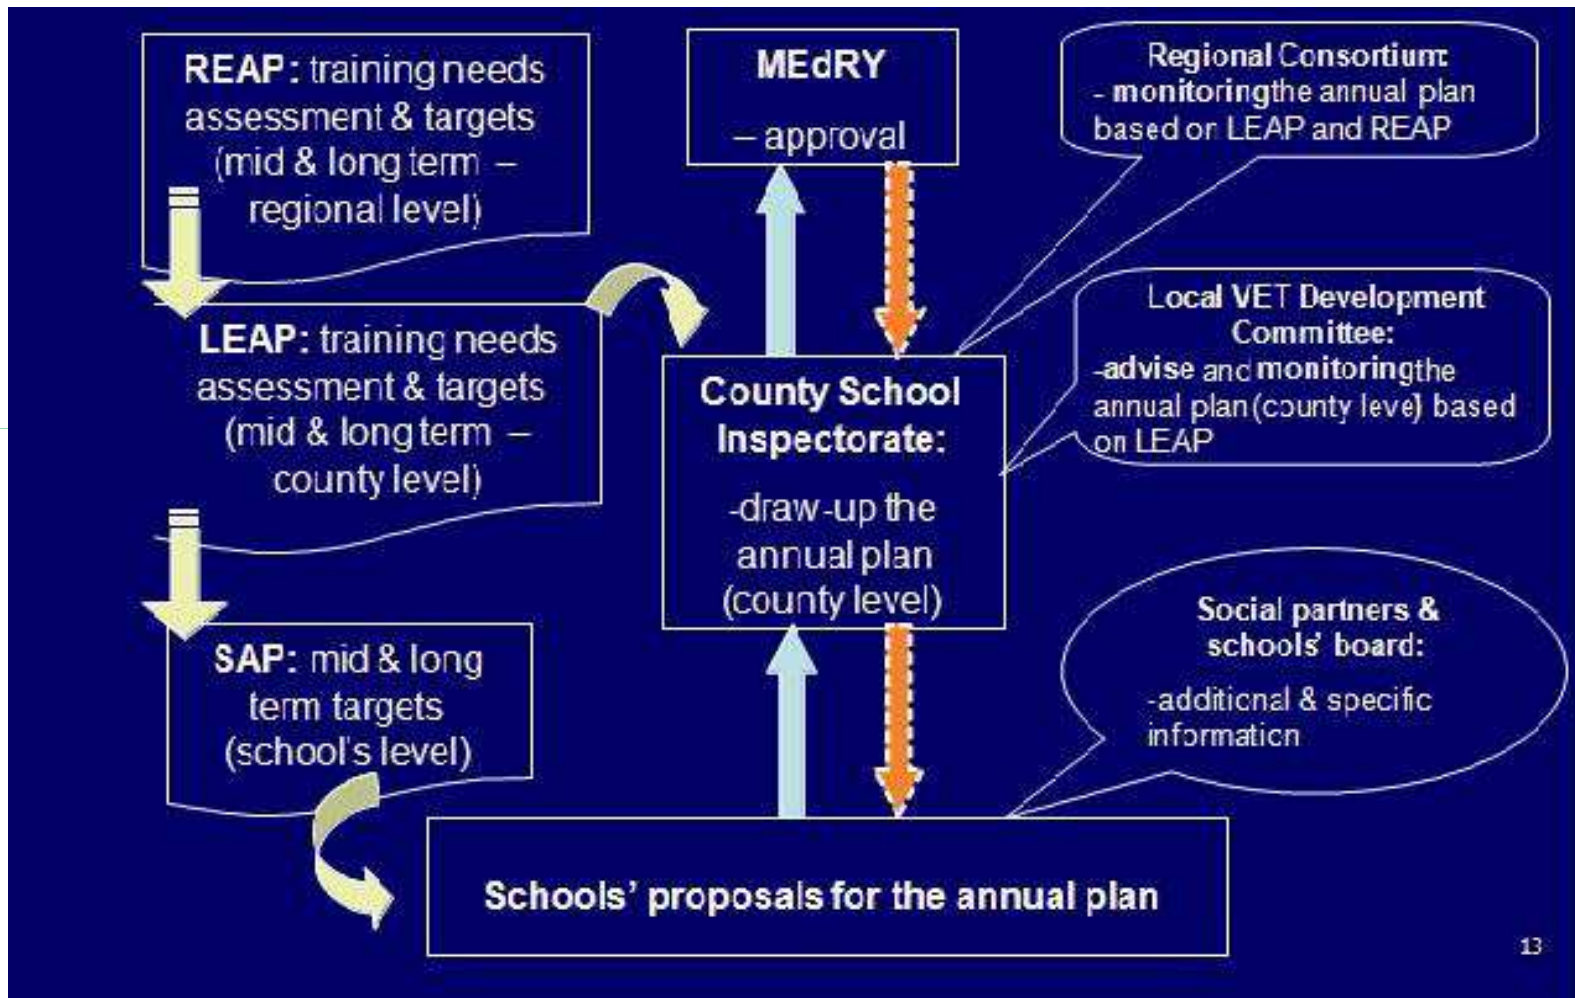 REAP: training needs
assessment & targets
(mid & long term –
regional level)
LEAP: training needs
assessment & targets
(mid & long term –
county level)
SAP: mid & long
term targets
(school's level)
MEdRY
– approval
County School
Inspectorate:
-draw-up the
annual plan
(county level)
Schools' proposals for the annual plan
Regional Consortium:
- monitoring the annual plan
based on LEAP and REAP
Local VET Development
Committee:
-advise and monitoring the
annual plan (county level) based
on LEAP
Social partners &
schools' board:
-additional & specific
information
13